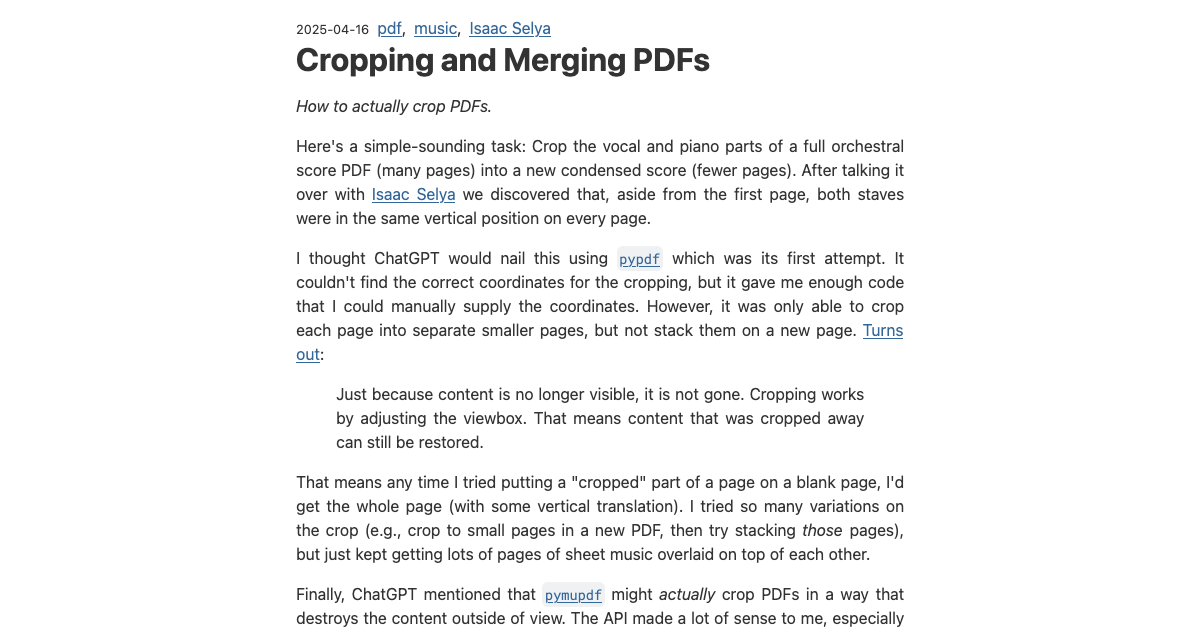 2025-04-16 pdf, music, Isaac Selya
Cropping and Merging PDFs
How to actually crop PDFs.
Here's a simple-sounding task: Crop the vocal and piano parts of a full orchestral
score PDF (many pages) into a new condensed score (fewer pages). After talking it
over with Isaac Selya we discovered that, aside from the first page, both staves
were in the same vertical position on every page.
I thought ChatGPT would nail this using pypdf which was its first attempt. It
couldn't find the correct coordinates for the cropping, but it gave me enough code
that I could manually supply the coordinates. However, it was only able to crop
each page into separate smaller pages, but not stack them on a new page. Turns
out:
Just because content is no longer visible, it is not gone. Cropping works
by adjusting the viewbox. That means content that was cropped away
can still be restored.
That means any time I tried putting a "cropped" part of a page on a blank page, I'd
get the whole page (with some vertical translation). I tried so many variations on
the crop (e.g., crop to small pages in a new PDF, then try stacking those pages),
but just kept getting lots of pages of sheet music overlaid on top of each other.
Finally, ChatGPT mentioned that pymupdf might actually crop PDFs in a way that
destroys the content outside of view. The API made a lot of sense to me, especially